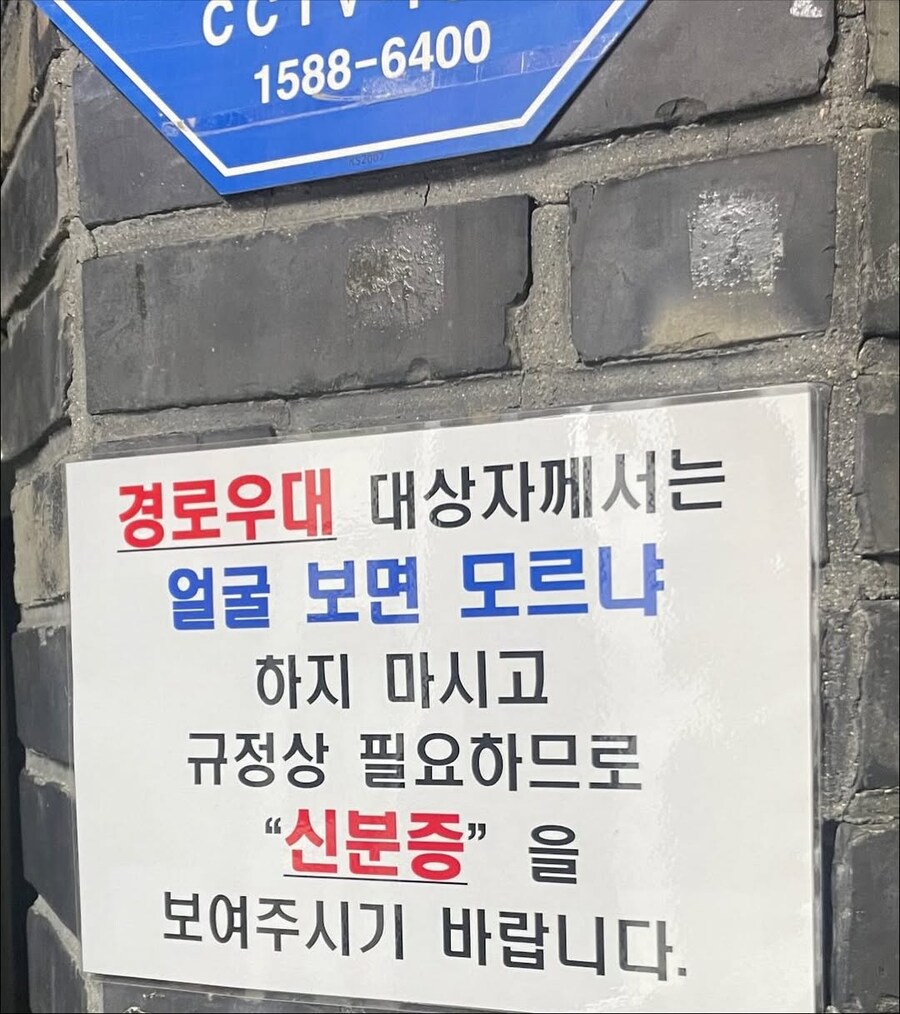 CCTV
1588-6400
경로우대 대상자께서는
얼굴 보면 모르냐
하지 마시고
규정상 필요하므로
“신분증” 을
보여주시기 바랍니다.